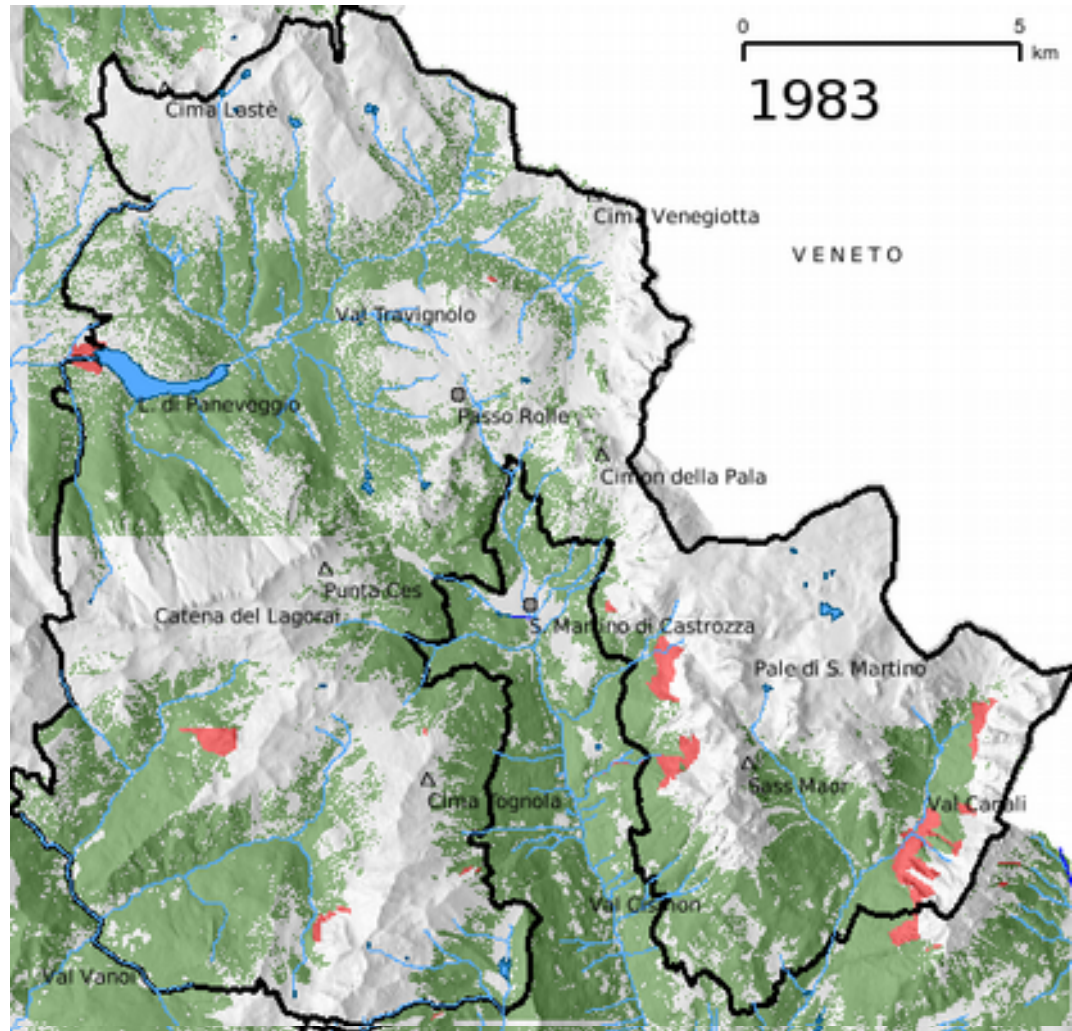 0 5
km
1983
Cima Lastè
Cima Venegiotta
VENETO
Val Travignolo
L. di Paneveggio
Passo Rolle
Cimon della Pala
Punta Ces
Catena del Lagorai
S. Martino di Castrozza
Pale di S. Martino
Sass Maor
Cima Tognola
Val Canali
Val Cismon
Val Vanoi